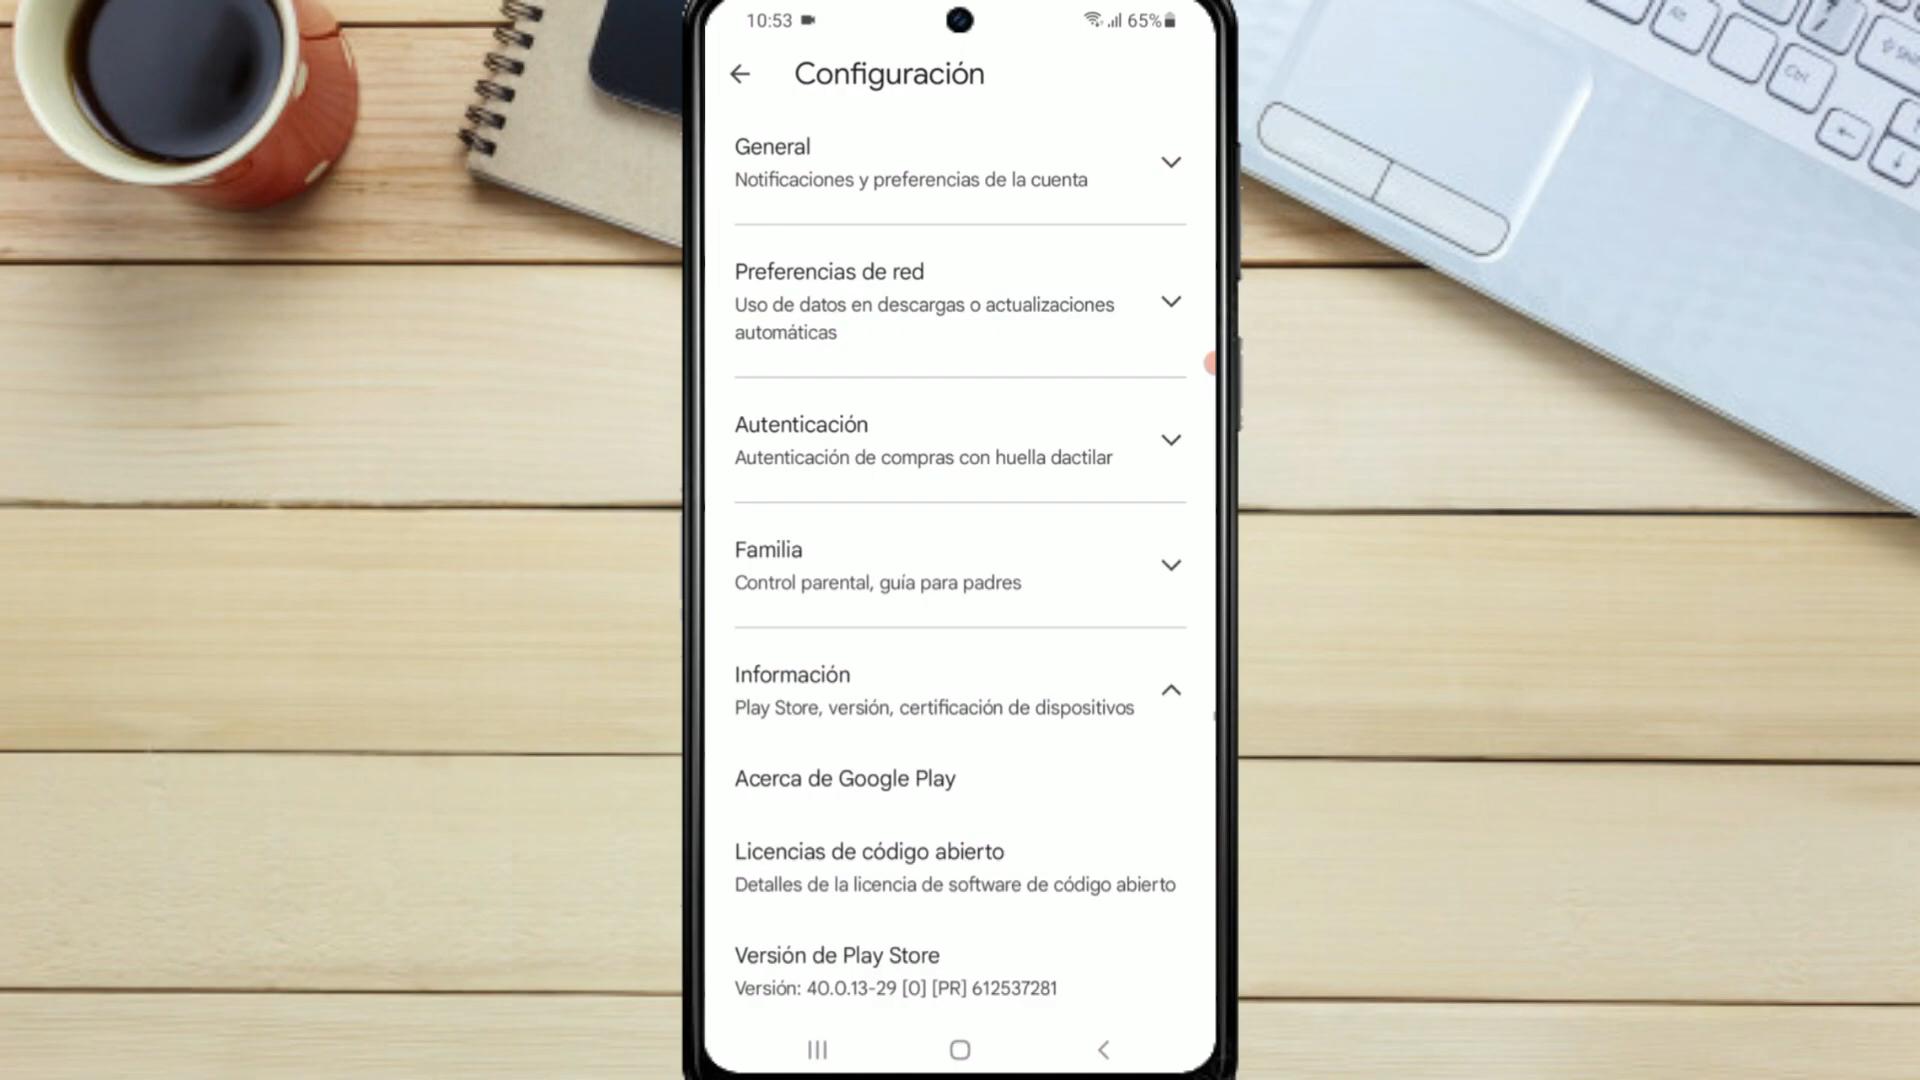 10:53 65%
Configuración
General
Notificaciones y preferencias de la cuenta
Preferencias de red
Uso de datos en descargas o actualizaciones
automáticas
Autenticación
Autenticación de compras con huella dactilar
Familia
Control parental, guía para padres
Información
Play Store, versión, certificación de dispositivos
Acerca de Google Play
Licencias de código abierto
Detalles de la licencia de software de código abierto
Versión de Play Store
Versión: 40.0.13-29 [0] [PR] 612537281
Alt
Ctrl